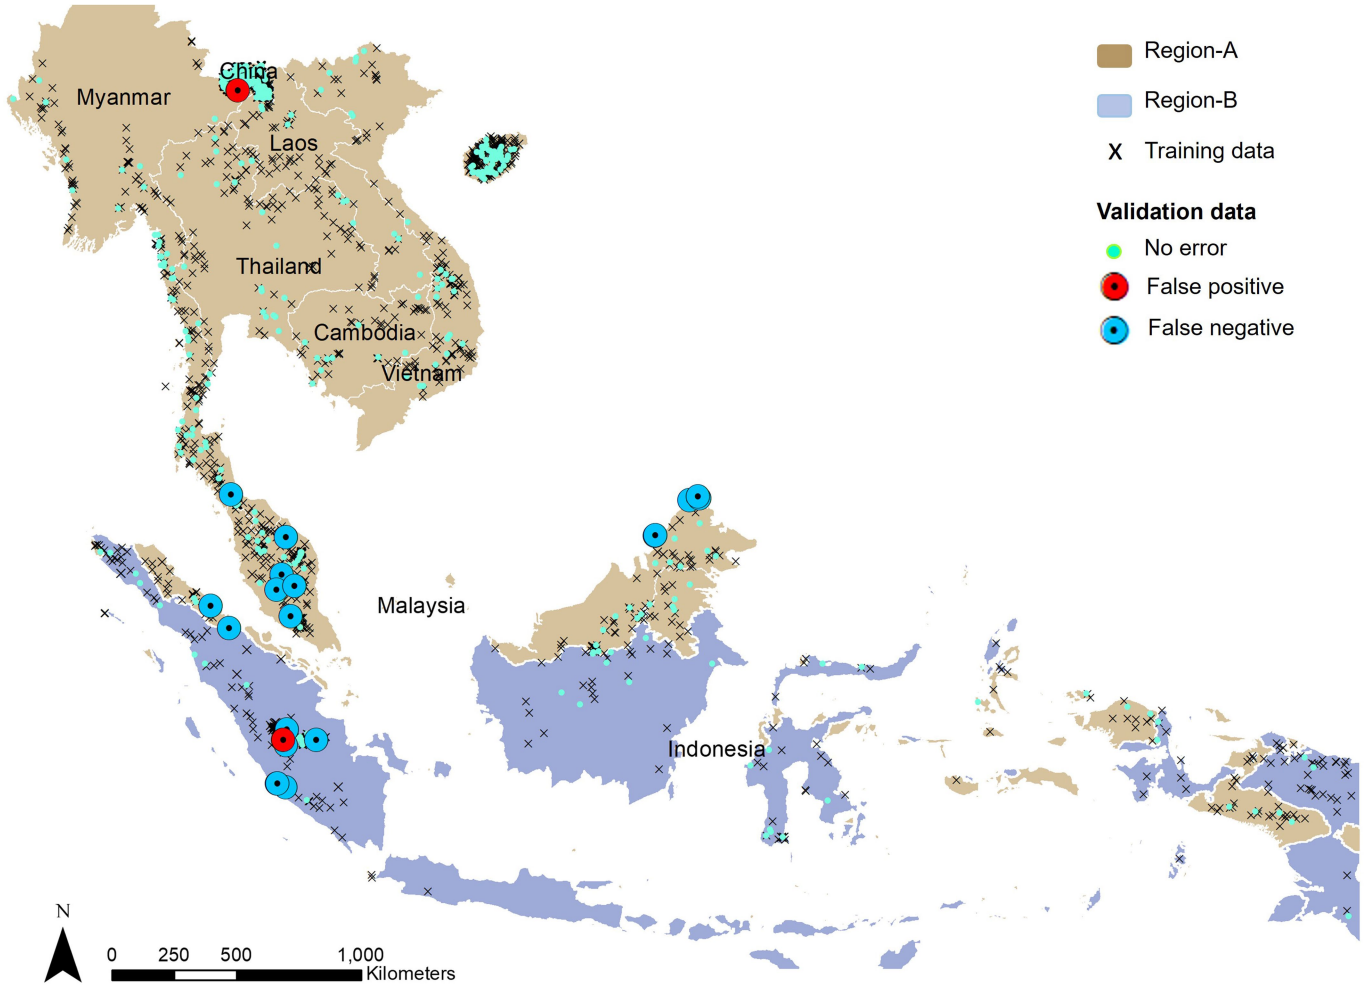 China
Myanmar
Laos
Thailand
Cambodia
Vietnam
Malaysia
Indonesia
Region-A
Region-B
X Training data
Validation data
No error
False positive
False negative
N
0 250 500 1,000
Kilometers